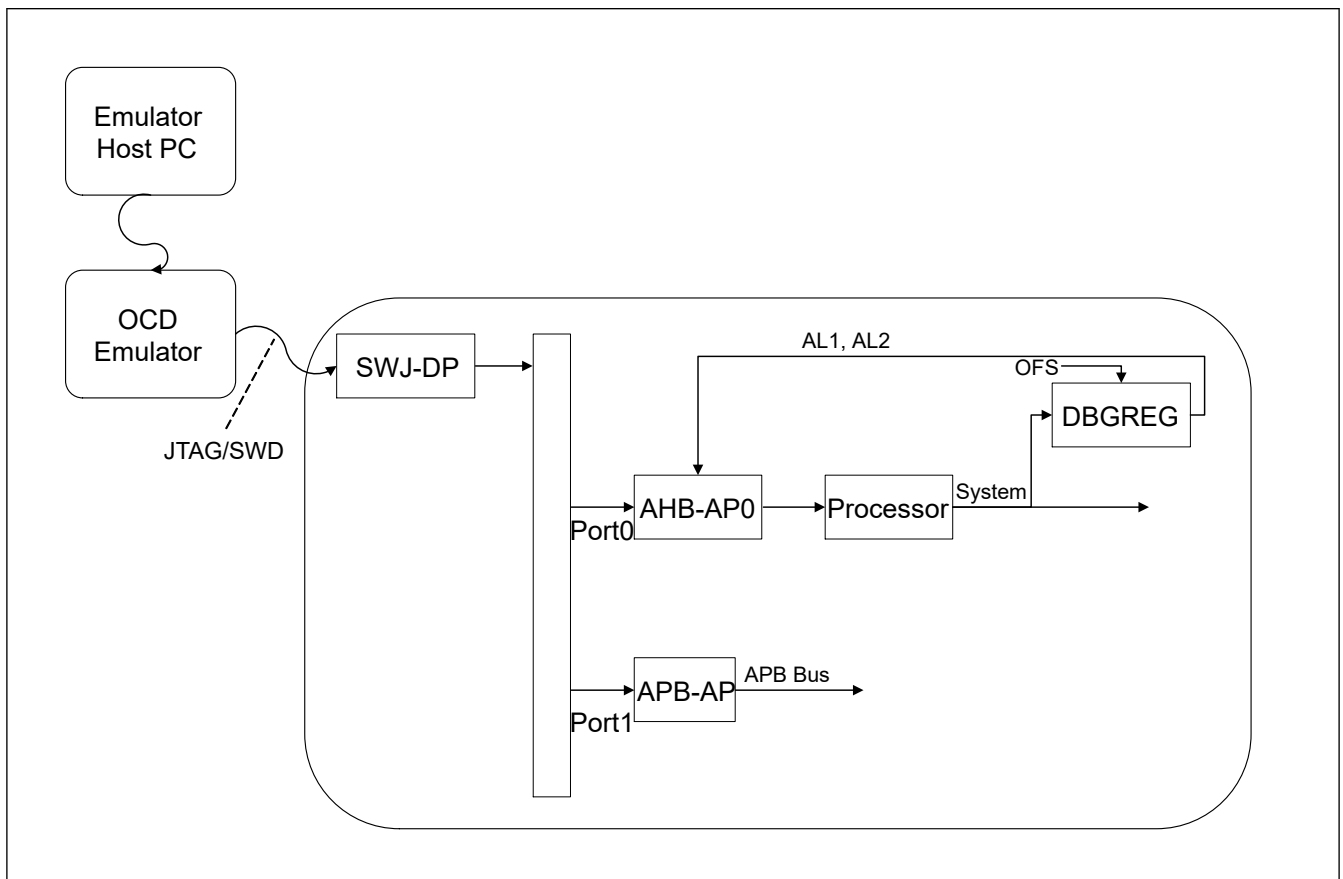 Emulator
Host PC
OCD
Emulator
JTAG/SWD
SWJ-DP
AL1, AL2
OFS
DBGREG
Port0
AHB-AP0
Processor
System
Port1
APB-AP
APB Bus